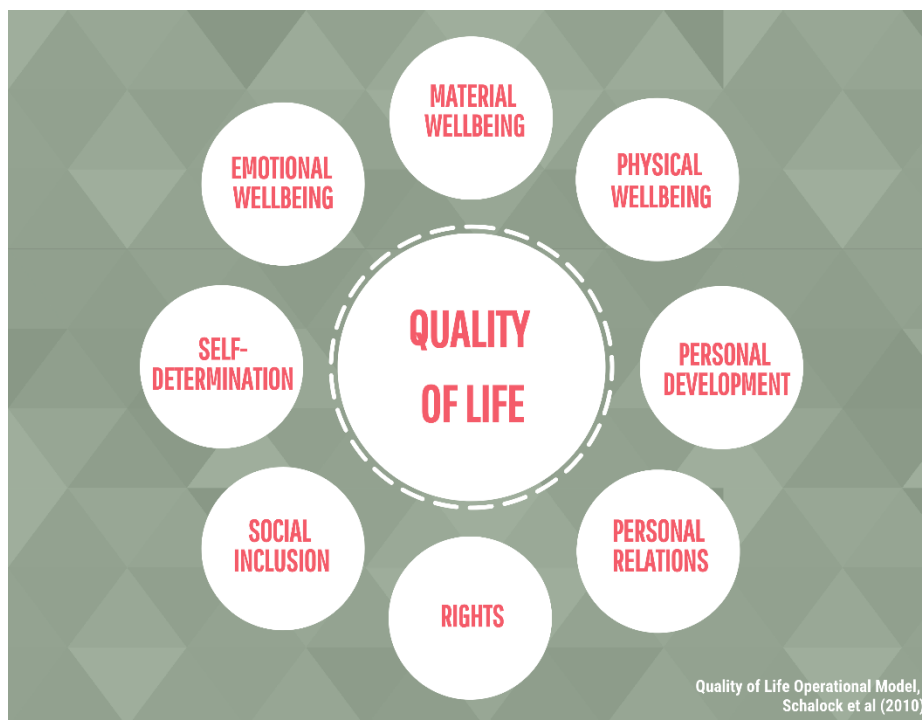 MATERIAL
WELLBEING
PHYSICAL
WELLBEING
EMOTIONAL
WELLBEING
QUALITY
OF LIFE
PERSONAL
DEVELOPMENT
SELF-
DETERMINATION
PERSONAL
RELATIONS
SOCIAL
INCLUSION
RIGHTS
Quality of Life Operational Model,
Schalock et al (2010)